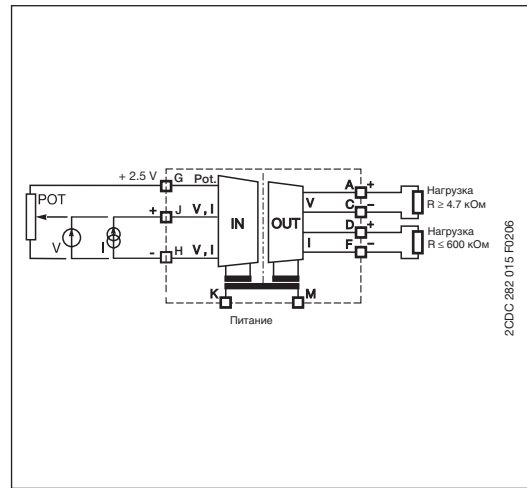 + 2.5 V
G Pot.
POT
A +
V
Нагрузка
R ≥ 4.7 кОм
+ J V, I
C –
IN
OUT
D +
Нагрузка
R ≤ 600 кОм
V
I
- H V, I
I
F –
K
M
Питание
2CDC 282 015 F0206